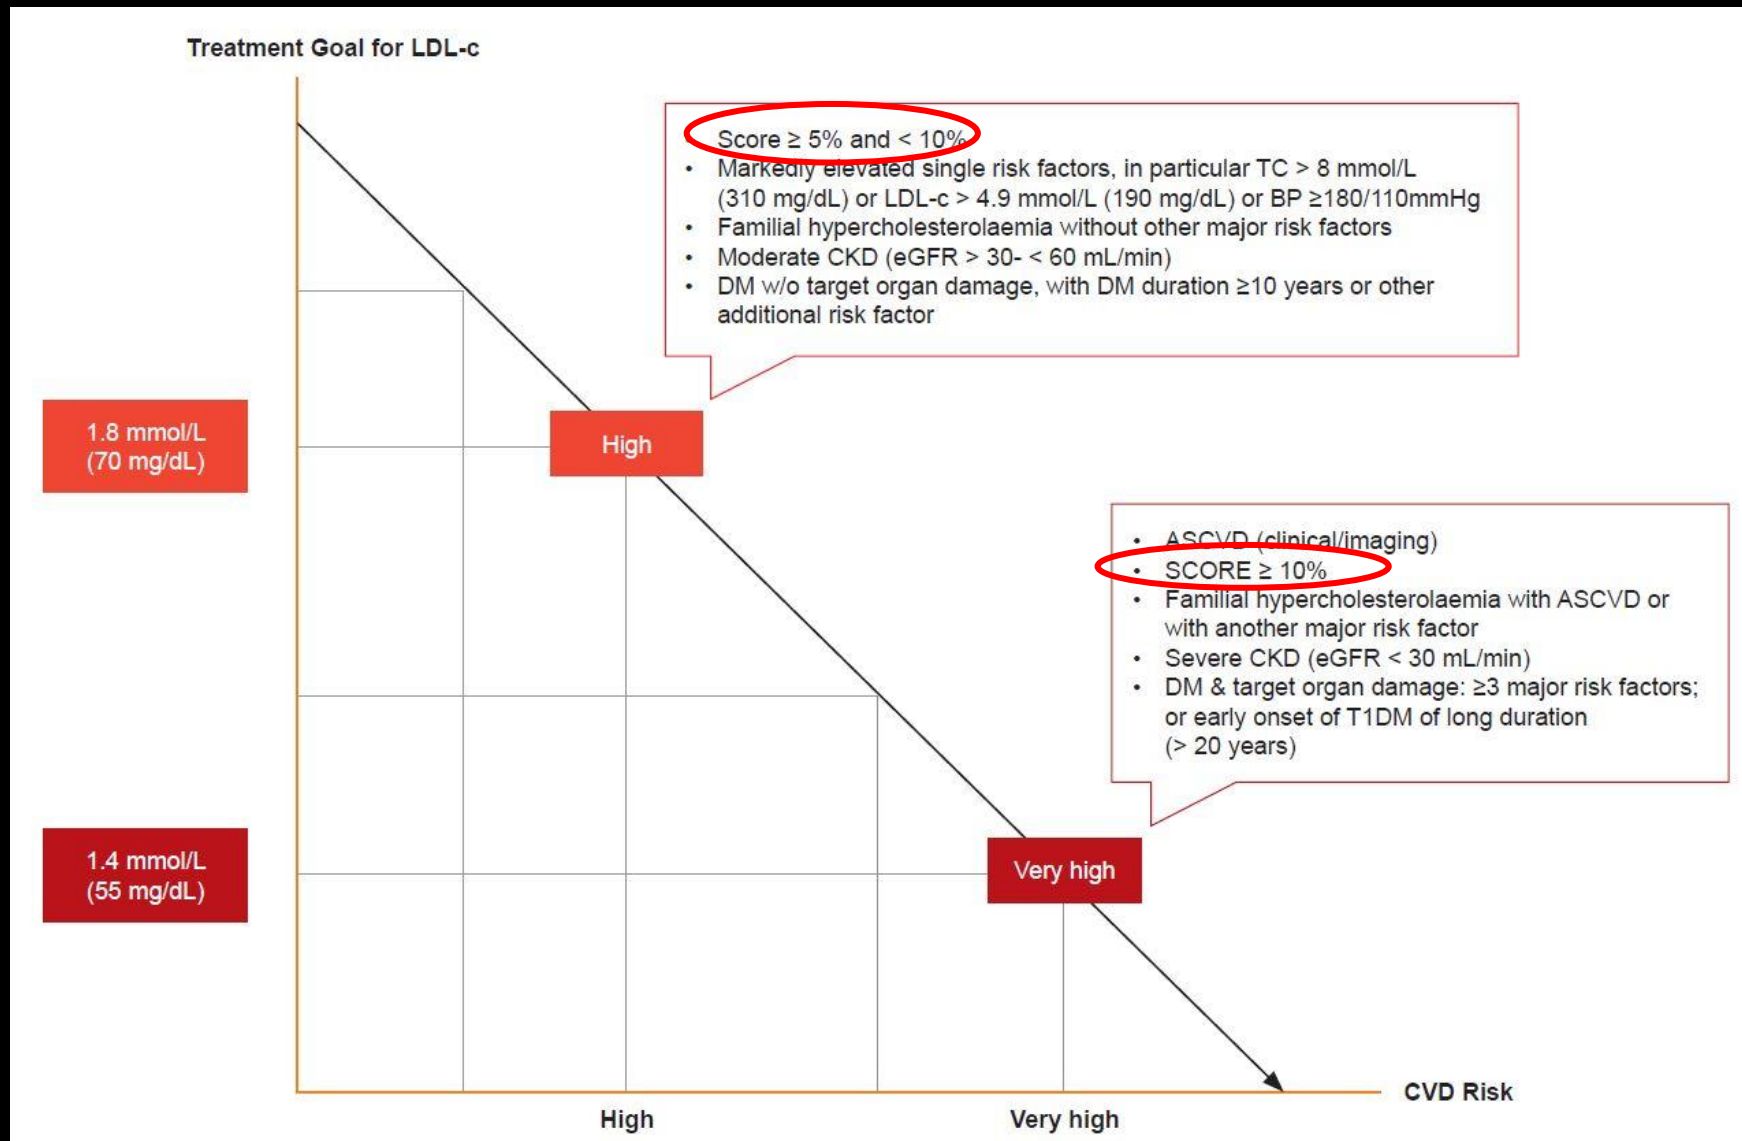 Treatment Goal for LDL-c
Score ≥ 5% and < 10%
• Markedly elevated single risk factors, in particular TC > 8 mmol/L
(310 mg/dL) or LDL-c > 4.9 mmol/L (190 mg/dL) or BP ≥180/110mmHg
• Familial hypercholesterolaemia without other major risk factors
• Moderate CKD (eGFR > 30- < 60 mL/min)
• DM w/o target organ damage, with DM duration ≥10 years or other
additional risk factor
1.8 mmol/L
(70 mg/dL)
High
• ASCVD (clinical/imaging)
• SCORE ≥ 10%
• Familial hypercholesterolaemia with ASCVD or
with another major risk factor
• Severe CKD (eGFR < 30 mL/min)
• DM & target organ damage: ≥3 major risk factors;
or early onset of T1DM of long duration
(> 20 years)
1.4 mmol/L
(55 mg/dL)
Very high
CVD Risk
High
Very high